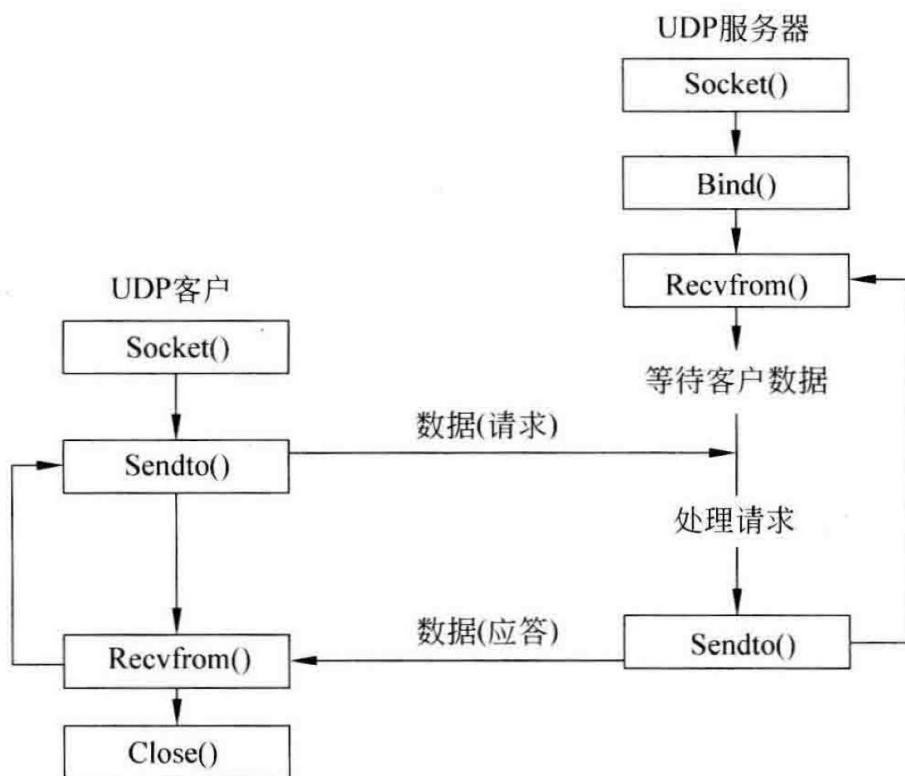 UDP服务器
Socket()
Bind()
Recvfrom()
UDP客户
Socket()
等待客户数据
数据(请求)
Sendto()
处理请求
数据(应答)
Sendto()
Recvfrom()
Close()